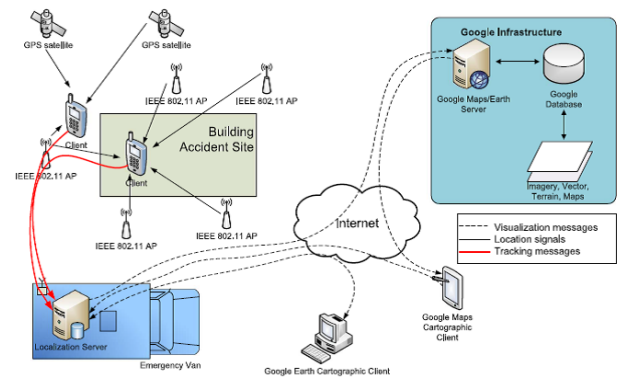 GPS satellite
GPS satellite
IEEE 802.11 AP
IEEE 802.11 AP
Client
Building
Accident Site
IEEE 802.11 AP
Client
IEEE 802.11 AP
IEEE 802.11 AP
Localization Server
Emergency Van
Internet
Google Earth Cartographic Client
Google Maps
Cartographic
Client
Google Infrastructure
Google Maps/Earth
Server
Google
Database
Imagery, Vector,
Terrain, Maps
Visualization messages
Location signals
Tracking messages